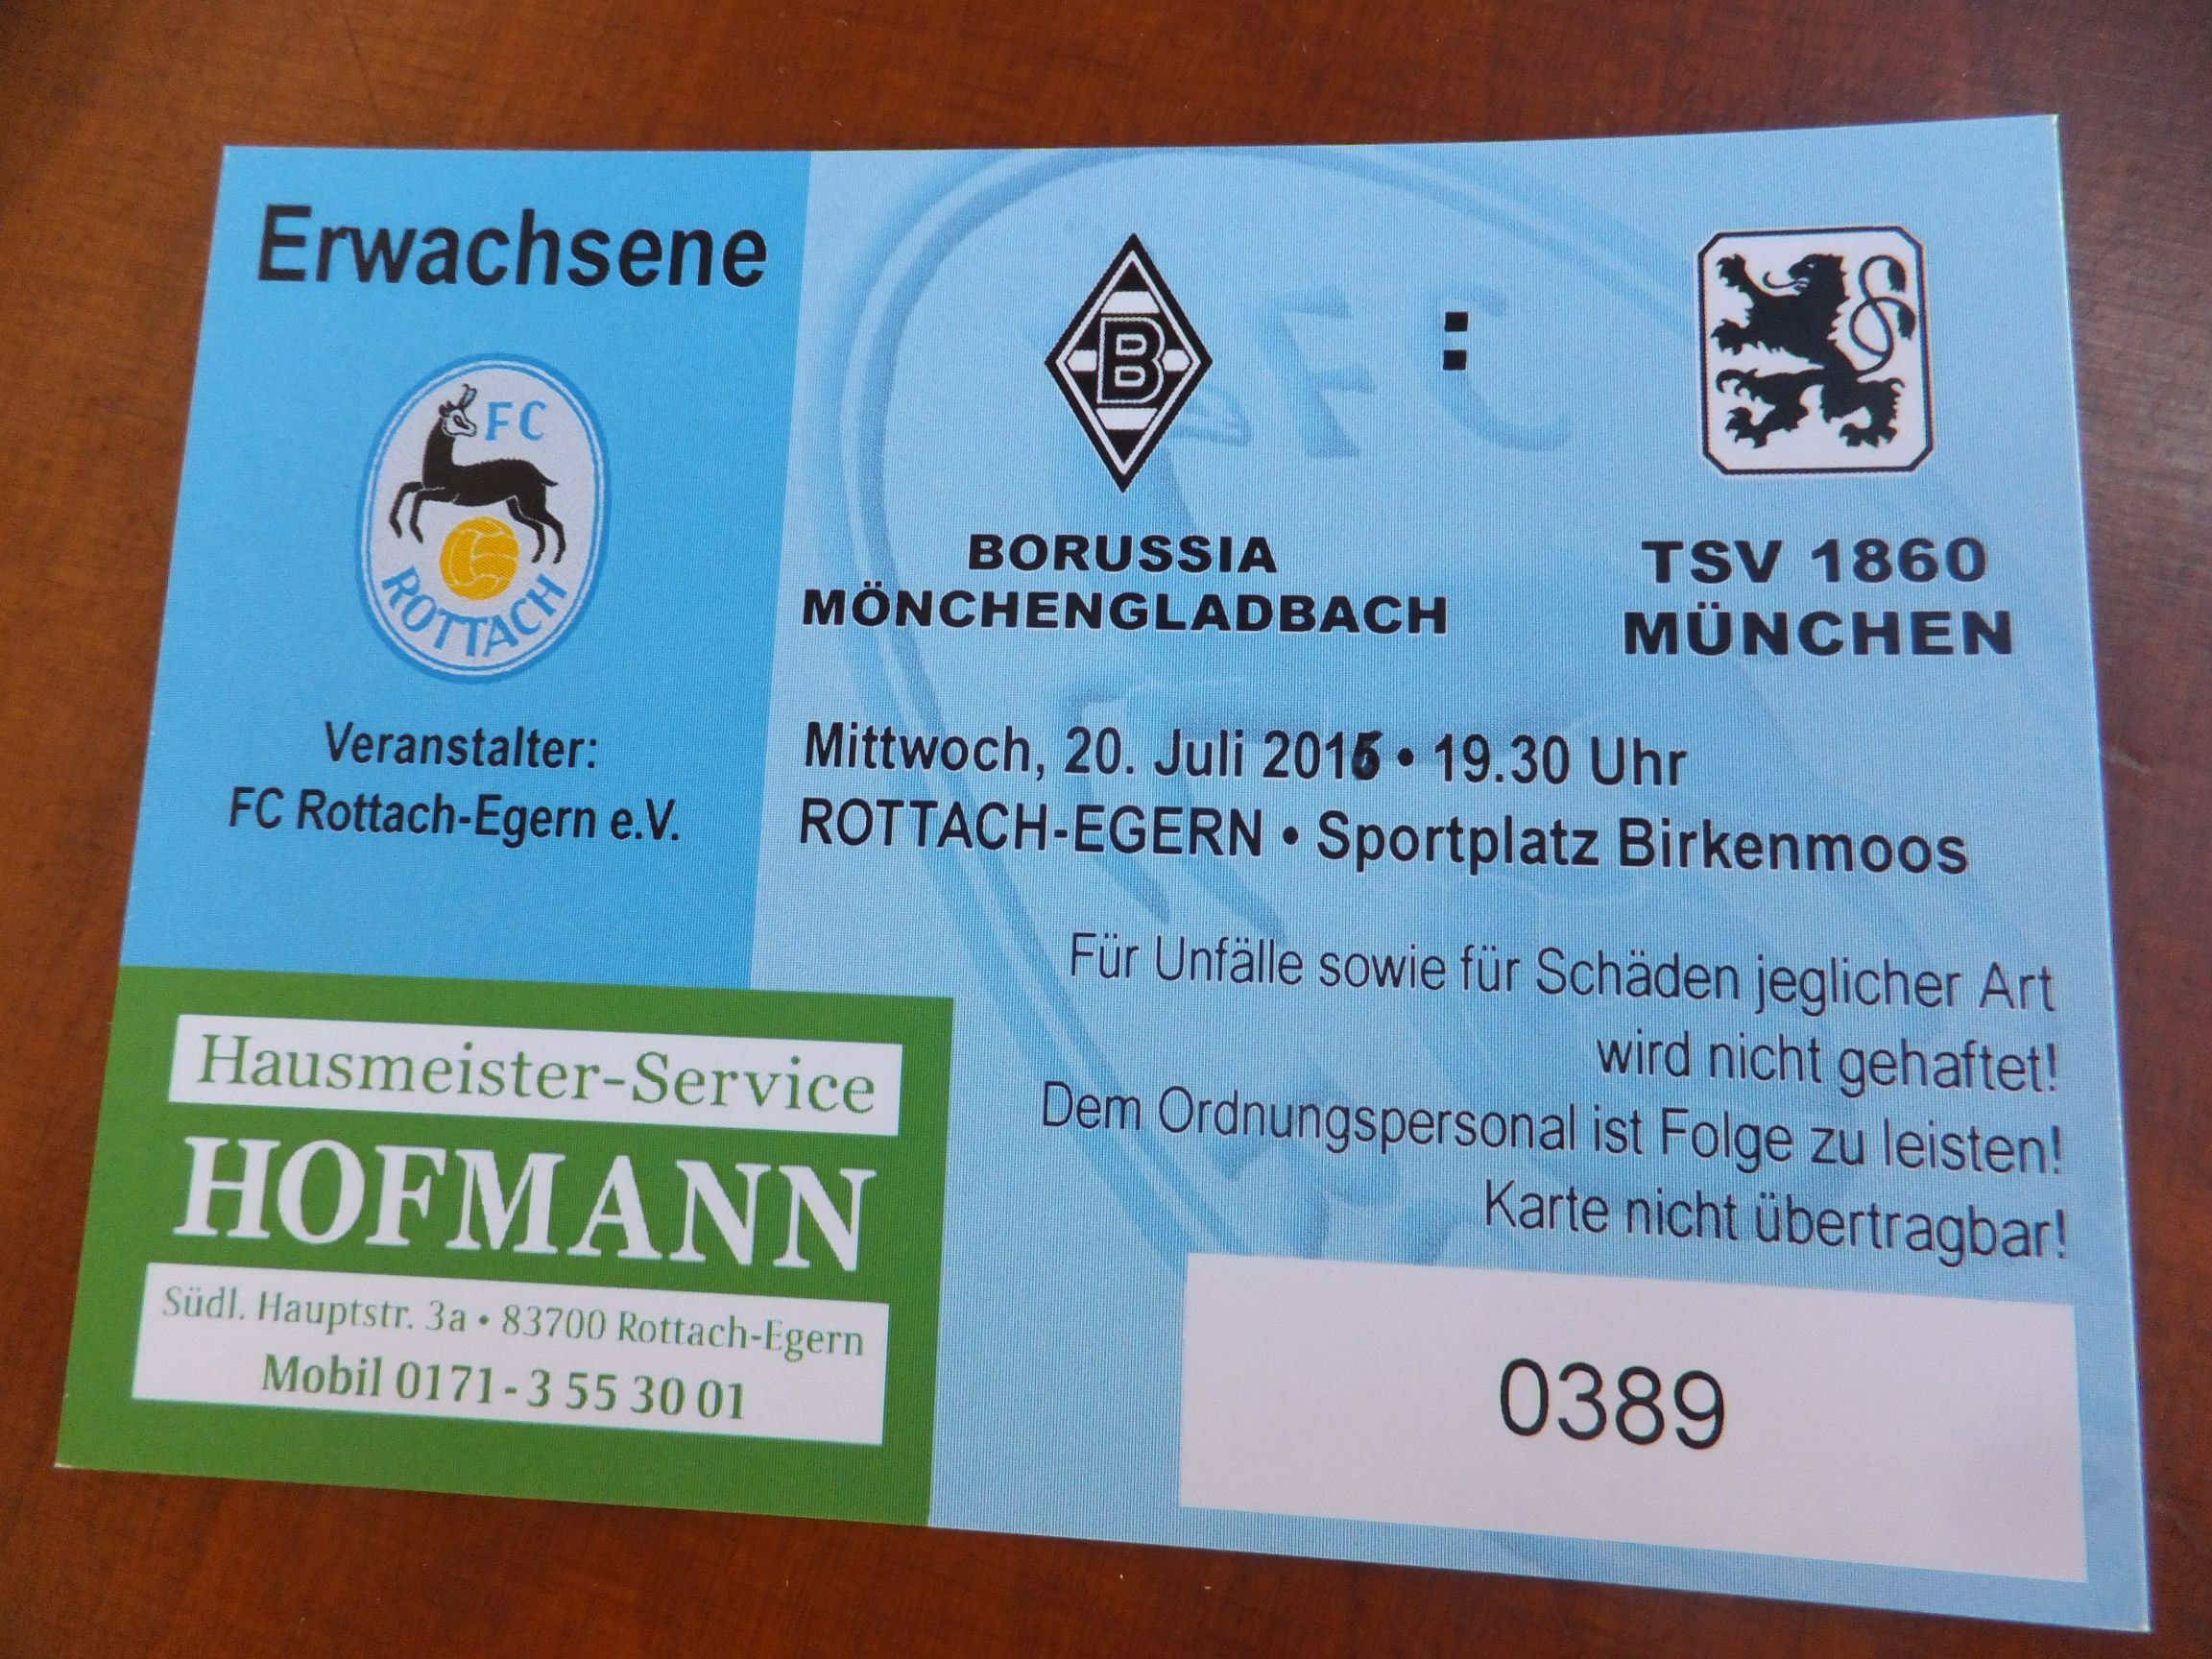 Erwachsene
FC
ROTTACH
Veranstalter:
FC Rottach-Egern e.V.
B
:
BORUSSIA
MÖNCHENGLADBACH
TSV 1860
MÜNCHEN
Mittwoch, 20. Juli 2016 • 19.30 Uhr
ROTTACH-EGERN • Sportplatz Birkenmoos
Für Unfälle sowie für Schäden jeglicher Art
wird nicht gehaftet!
Dem Ordnungspersonal ist Folge zu leisten!
Karte nicht übertragbar!
Hausmeister-Service
HOFMANN
Südl. Hauptstr. 3a • 83700 Rottach-Egern
Mobil 0171 - 3 55 30 01
0389